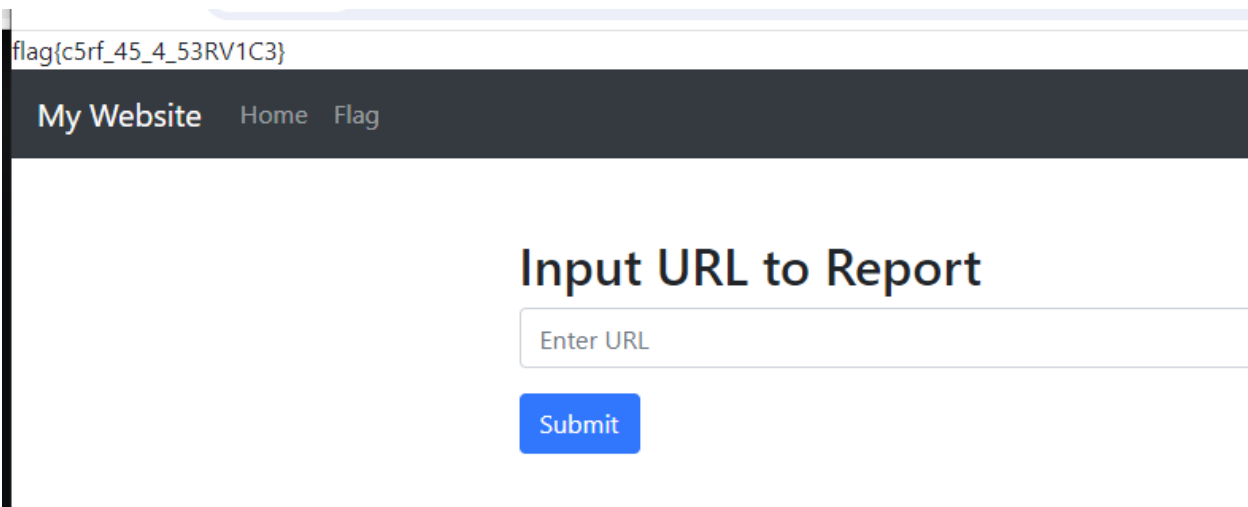 flag{c5rf_45_4_53RV1C3}
My Website Home Flag
Input URL to Report
Enter URL
Submit